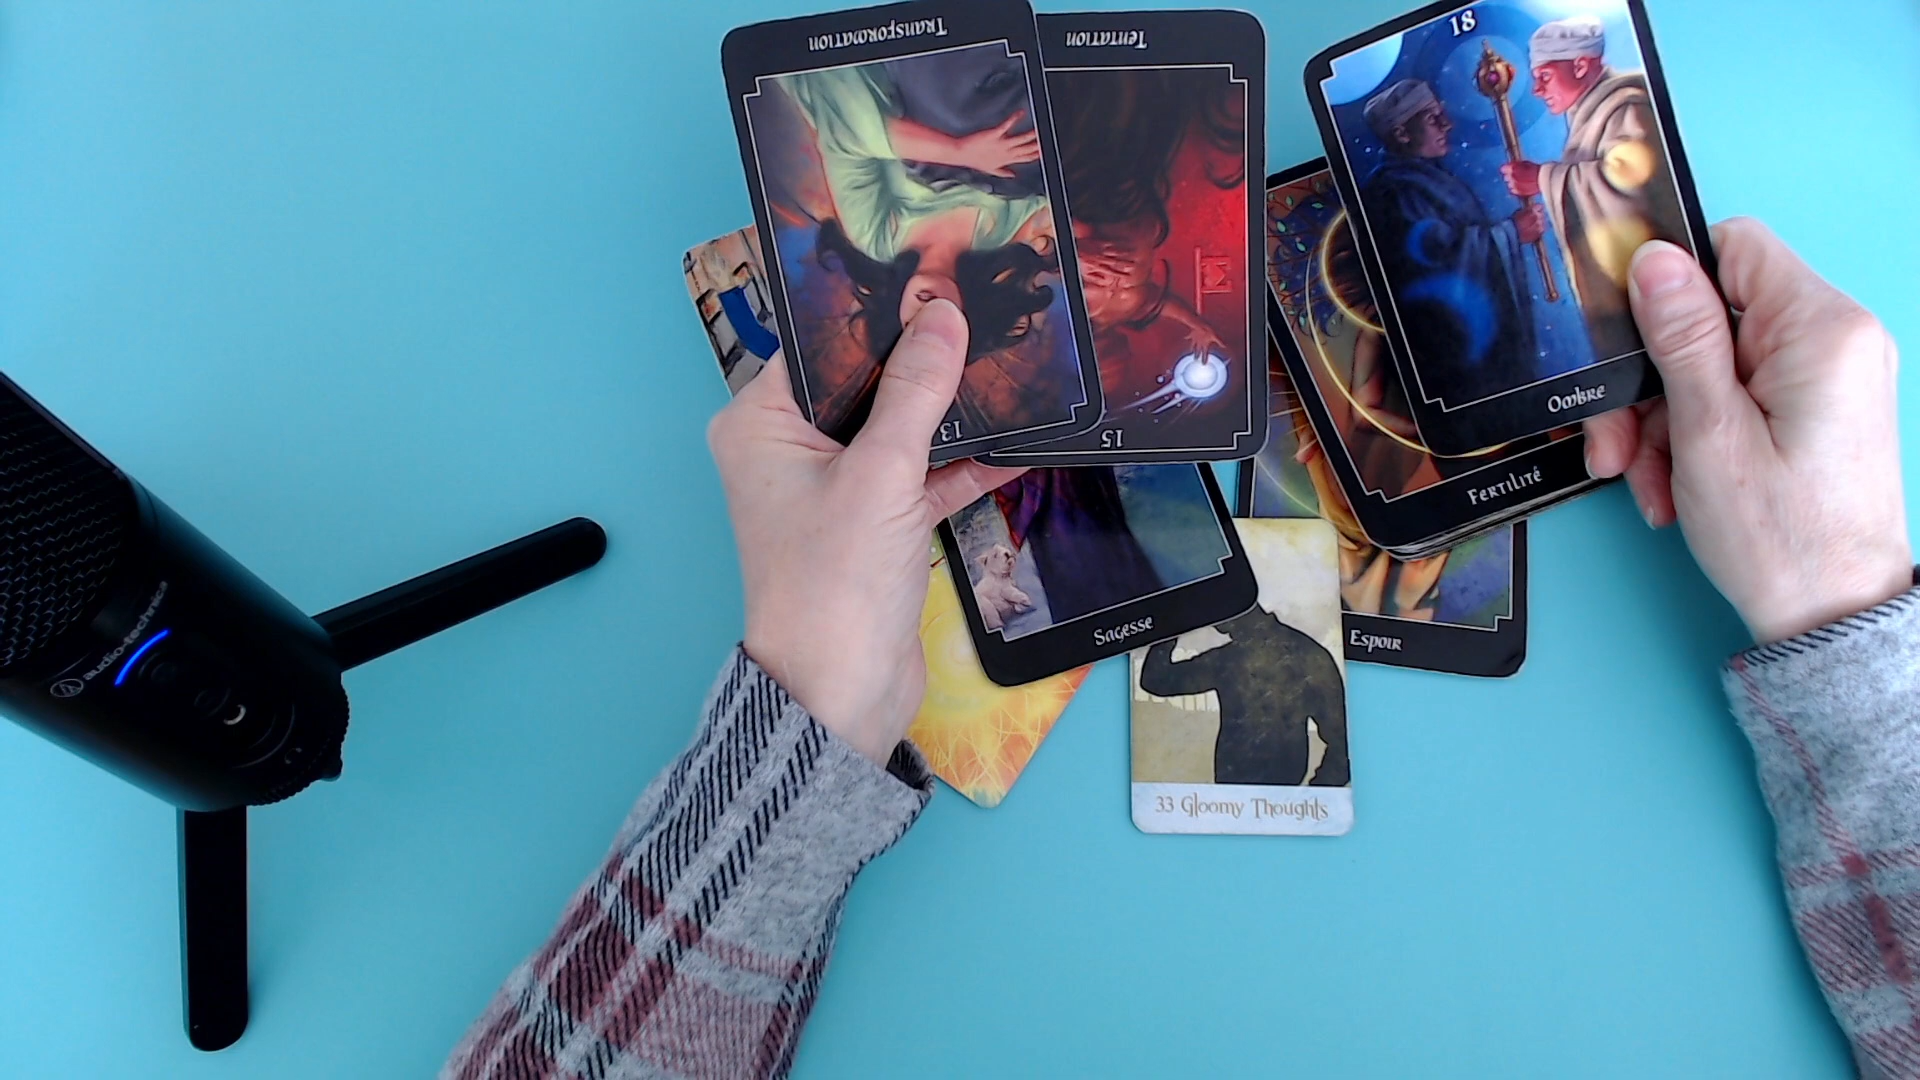 Transformation
13
Tentation
15
18
Ombre
Fertilité
Sagesse
Espoir
33 Gloomy Thoughts
audio-technica